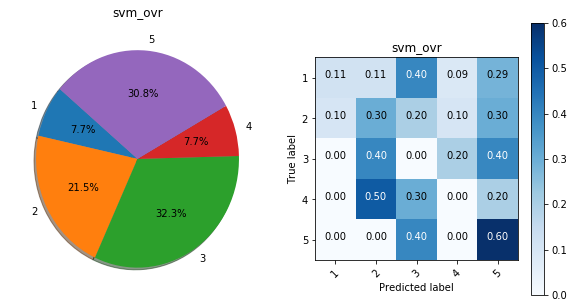 svm_ovr
5
1
4
2
3
30.8%
7.7%
7.7%
21.5%
32.3%
svm_ovr
True label
1 0.11 0.11 0.40 0.09 0.29
2 0.10 0.30 0.20 0.10 0.30
3 0.00 0.40 0.00 0.20 0.40
4 0.00 0.50 0.30 0.00 0.20
5 0.00 0.00 0.40 0.00 0.60
1 2 3 4 5
Predicted label
0.6
0.5
0.4
0.3
0.2
0.1
0.0